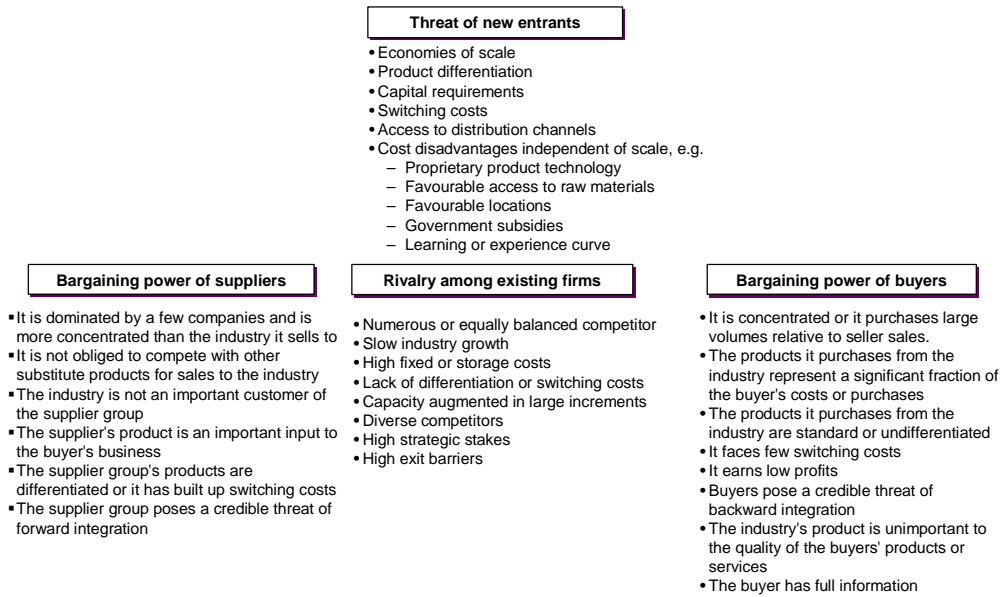 Threat of new entrants
• Economies of scale
• Product differentiation
• Capital requirements
• Switching costs
• Access to distribution channels
• Cost disadvantages independent of scale, e.g.
– Proprietary product technology
– Favourable access to raw materials
– Favourable locations
– Government subsidies
– Learning or experience curve
Bargaining power of suppliers
▪ It is dominated by a few companies and is
more concentrated than the industry it sells to
▪ It is not obliged to compete with other
substitute products for sales to the industry
▪ The industry is not an important customer of
the supplier group
▪ The supplier's product is an important input to
the buyer's business
▪ The supplier group's products are
differentiated or it has built up switching costs
▪ The supplier group poses a credible threat of
forward integration
Rivalry among existing firms
• Numerous or equally balanced competitor
• Slow industry growth
• High fixed or storage costs
• Lack of differentiation or switching costs
• Capacity augmented in large increments
• Diverse competitors
• High strategic stakes
• High exit barriers
Bargaining power of buyers
• It is concentrated or it purchases large
volumes relative to seller sales.
• The products it purchases from the
industry represent a significant fraction of
the buyer's costs or purchases
• The products it purchases from the
industry are standard or undifferentiated
• It faces few switching costs
• It earns low profits
• Buyers pose a credible threat of
backward integration
• The industry's product is unimportant to
the quality of the buyers' products or
services
• The buyer has full information